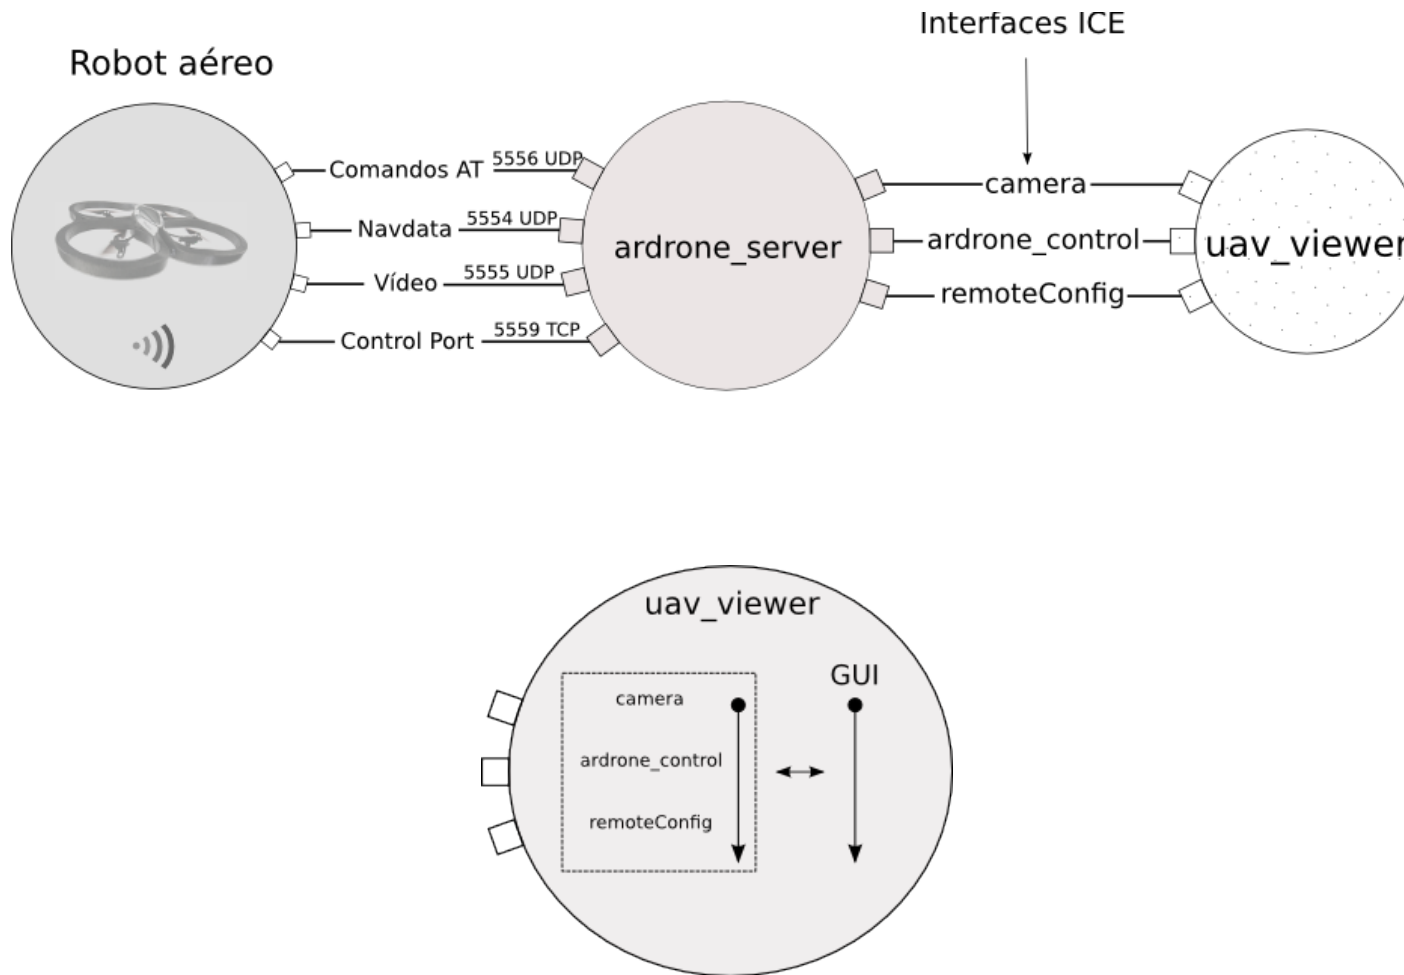 Interfaces ICE
Robot aéreo
Comandos AT
5556 UDP
Navdata
5554 UDP
Vídeo
5555 UDP
Control Port
5559 TCP
ardrone_server
camera
ardrone_control
remoteConfig
uav_viewer
uav_viewer
GUI
camera
ardrone_control
remoteConfig